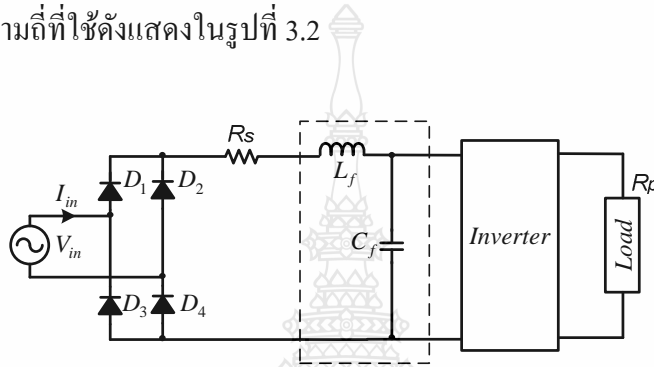 ามถี่ที่ใช้ดังแสดงในรูปที่ 3.2
Rs
D1 D2
Lf
Iin
Rp
Vin
Cf
Inverter
Load
D3 D4